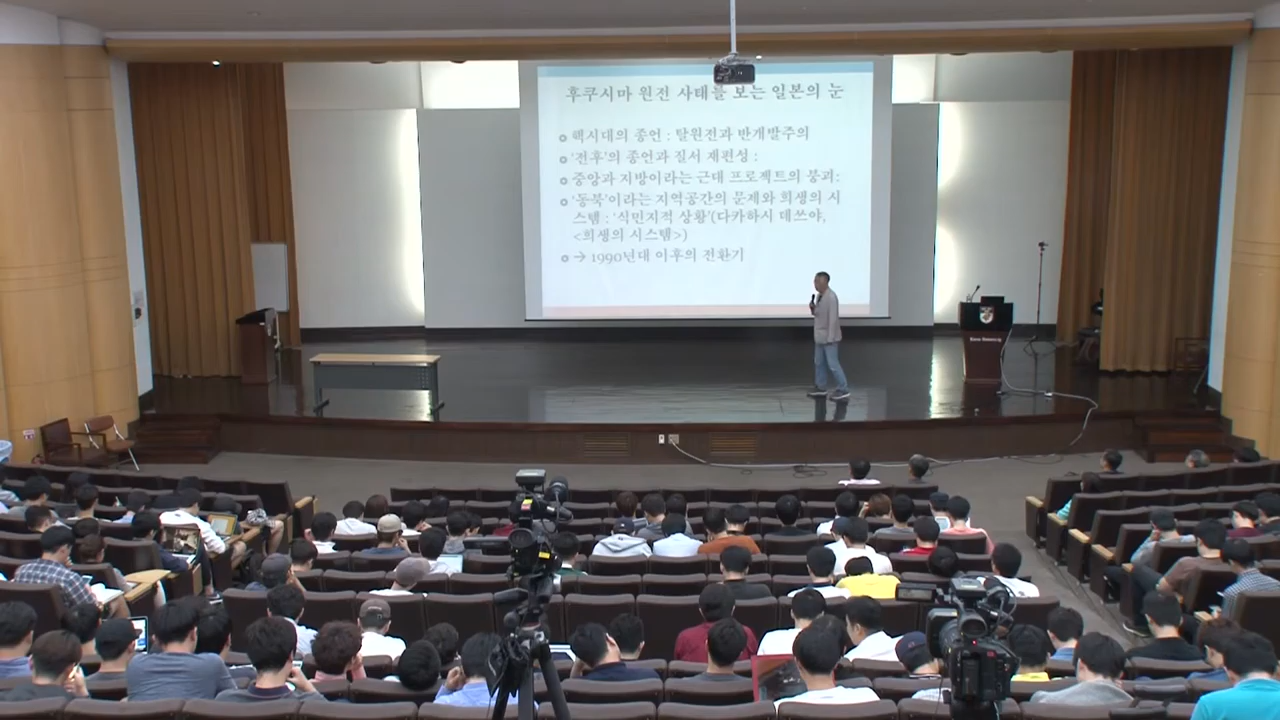 후쿠시마 원전 사태를 보는 일본의 눈
핵시대의 종언 : 탈원전과 반개발주의
'전후'의 종언과 질서 재편성 :
중앙과 지방이라는 근대 프로젝트의 붕괴:
'동북'이라는 지역공간의 문제와 희생의 시
스템 : '식민지적 상황'(다카하시 데쓰야,
<희생의 시스템>)
→ 1990년대 이후의 전환기